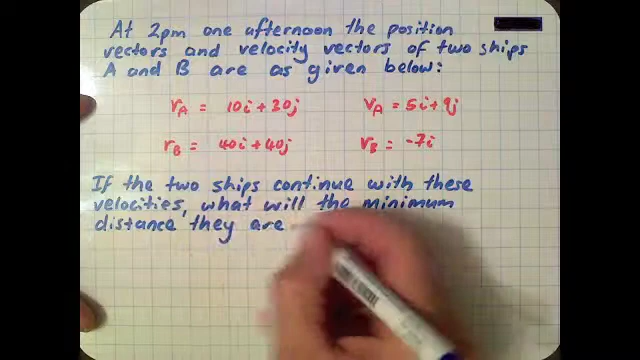 At 2pm one afternoon the position
vectors and velocity vectors of two ships
A and B are as given below:
rA = 10i + 30j vA = 5i + 9j
rB = 40i + 40j vB = -7i
If the two ships continue with these
velocities, what will the minimum
distance they are